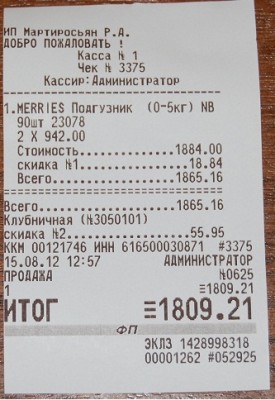 ИП Мартиросьян Р.А.
ДОБРО ПОЖАЛОВАТЬ !
Касса № 1
Чек № 3375
Кассир:Администратор
1.MERRIES Подгузник (0-5кг) NB
90шт 23078
2 X 942.00
Стоимость................1884.00
скидка №1..................18.84
Всего....................1865.16
Всего....................1865.16
Клубничная (№3050101)
скидка №2..................55.95
ККМ 00121746 ИНН 616500030871 #3375
15.08.12 12:57 АДМИНИСТРАТОР
ПРОДАЖА №0625
1 ≡1809.21
ИТОГ ≡1809.21
ФП
ЭКЛЗ 1428998318
00001262 #052925